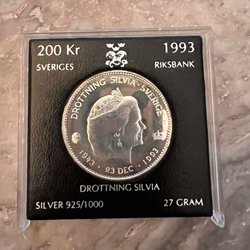 200 Kr 1993
SVERIGES RIKSBANK
DROTTNING SILVIA·SVERIGE
1943 · 23 DEC · 1993
DROTTNING SILVIA
SILVER 925/1000 27 GRAM